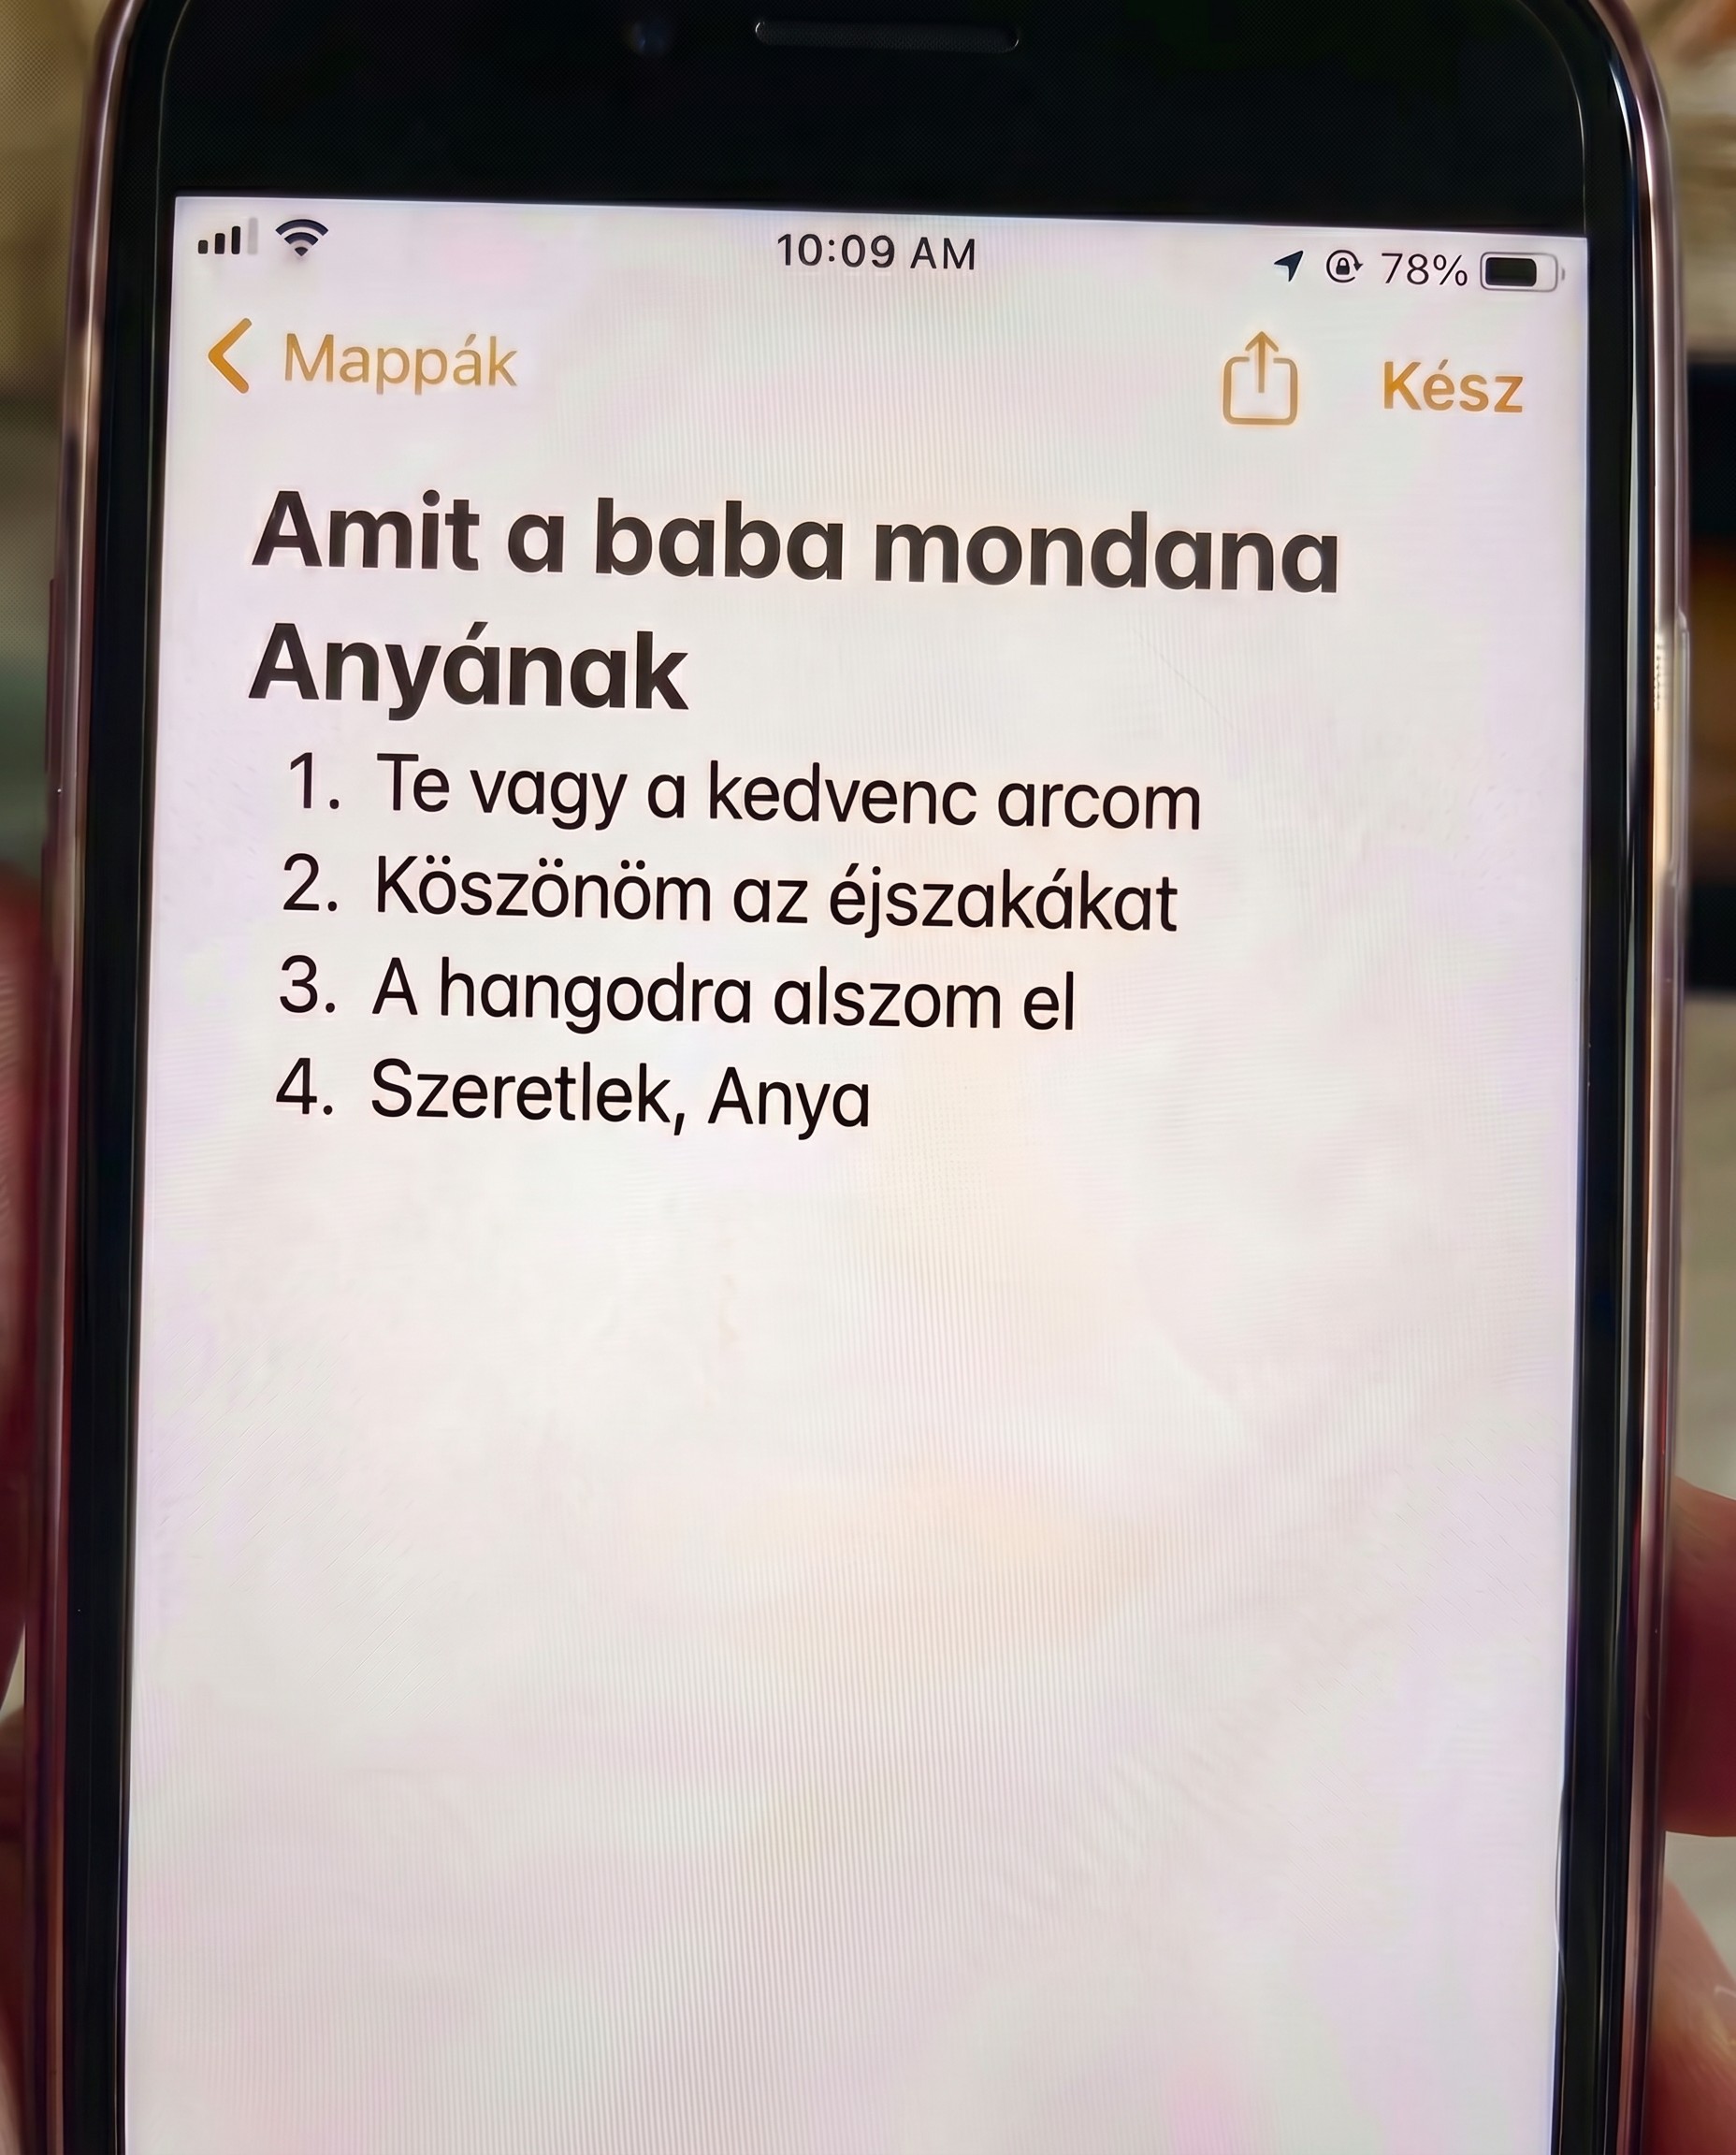 10:09 AM 78%
Mappák Kész
Amit a baba mondana
Anyának
1. Te vagy a kedvenc arcom
2. Köszönöm az éjszakákat
3. A hangodra alszom el
4. Szeretlek, Anya